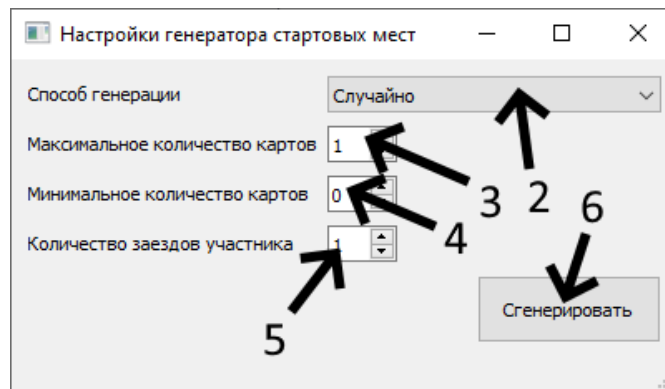 Настройки генератора стартовых мест
Способ генерации Случайно
Максимальное количество картов 1
Минимальное количество картов 0
Количество заездов участника 1
3 2 6
4
Сгенерировать
5